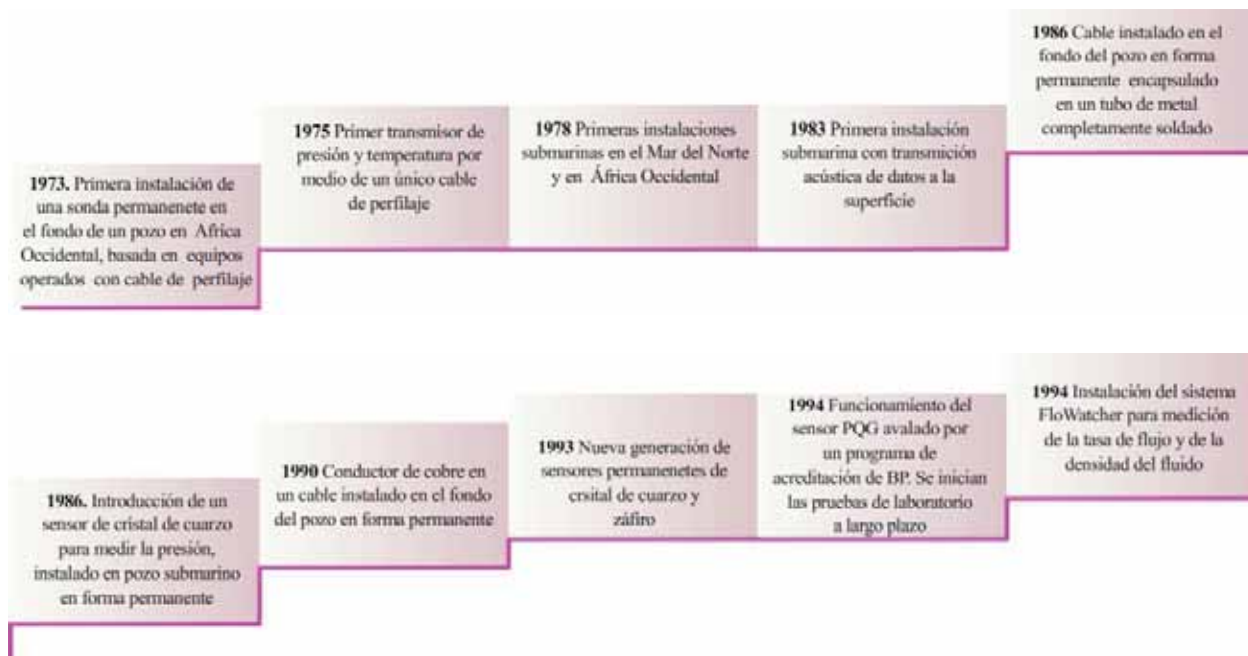 1973. Primera instalación de
una sonda permanenete en
el fondo de un pozo en Africa
Occidental, basada en equipos
operados con cable de perfilaje
1975 Primer transmisor de
presión y temperatura por
medio de un único cable
de perfilaje
1978 Primeras instalaciones
submarinas en el Mar del Norte
y en África Occidental
1983 Primera instalación
submarina con transmición
acústica de datos a la
superficie
1986 Cable instalado en el
fondo del pozo en forma
permanente encapsulado
en un tubo de metal
completamente soldado
1986. Introducción de un
sensor de cristal de cuarzo
para medir la presión,
instalado en pozo submarino
en forma permanente
1990 Conductor de cobre en
un cable instalado en el fondo
del pozo en forma permanente
1993 Nueva generación de
sensores permanenetes de
crsital de cuarzo y
záfiro
1994 Funcionamiento del
sensor PQG avalado por
un programa de
acreditación de BP. Se inician
las pruebas de laboratorio
a largo plazo
1994 Instalación del sistema
FloWatcher para medición
de la tasa de flujo y de la
densidad del fluido